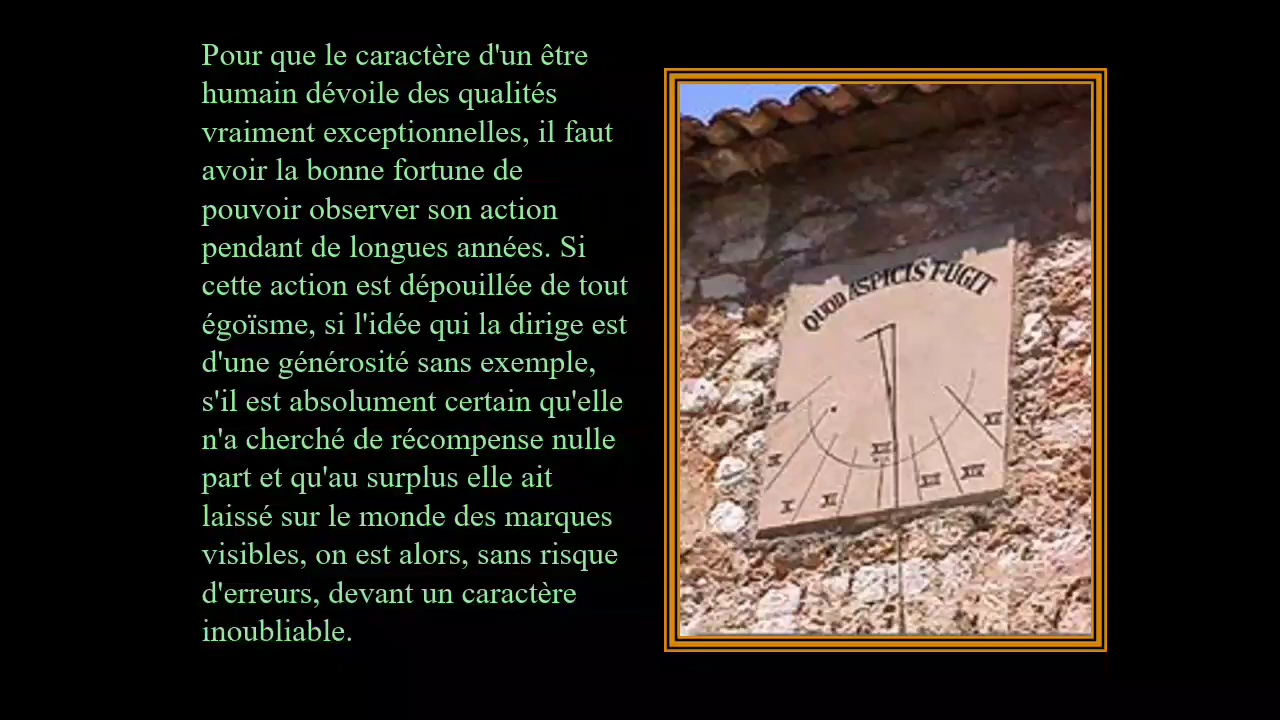 Pour que le caractère d'un être
humain dévoile des qualités
vraiment exceptionnelles, il faut
avoir la bonne fortune de
pouvoir observer son action
pendant de longues années. Si
cette action est dépouillée de tout
égoïsme, si l'idée qui la dirige est
d'une générosité sans exemple,
s'il est absolument certain qu'elle
n'a cherché de récompense nulle
part et qu'au surplus elle ait
laissé sur le monde des marques
visibles, on est alors, sans risque
d'erreurs, devant un caractère
inoubliable.
QUOD ASPICIS FUGIT